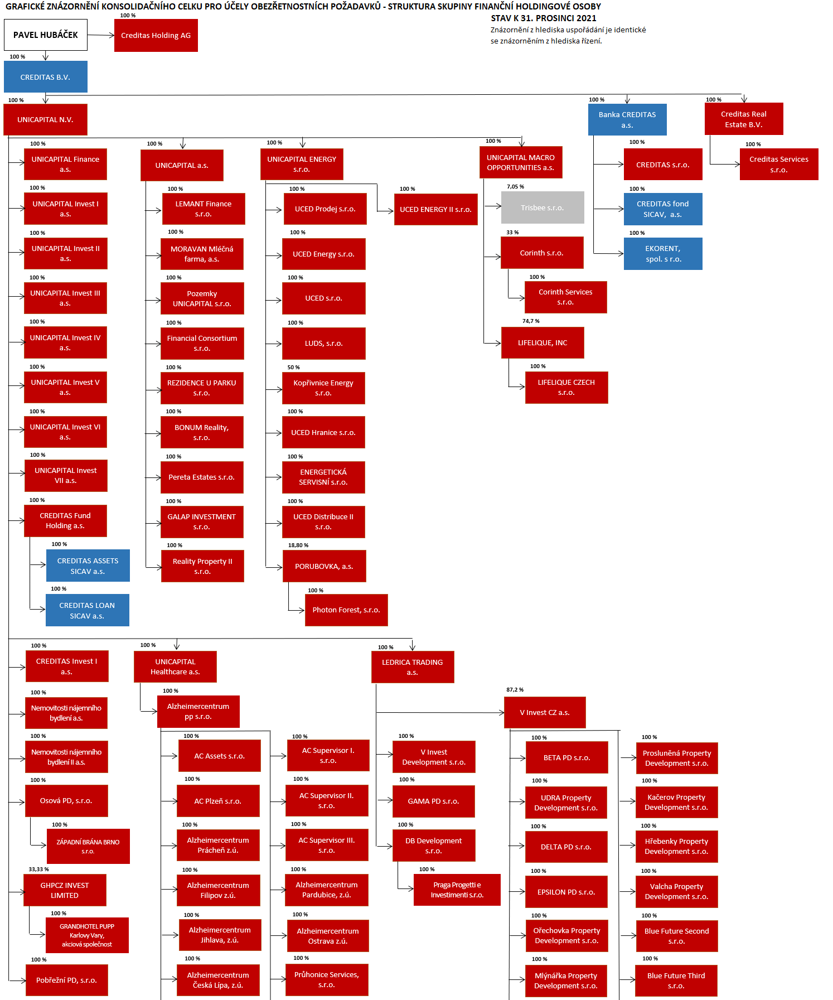 GRAFICKÉ ZNÁZORNĚNÍ KONSOLIDAČNÍHO CELKU PRO ÚČELY OBEZŘETNOSTNÍCH POŽADAVKŮ - STRUKTURA SKUPINY FINANČNÍ HOLDINGOVÉ OSOBY
STAV K 31. PROSINCI 2021
Znázornění z hlediska uspořádání je identické
se znázorněním z hlediska řízení.
PAVEL HUBÁČEK
100 %
Creditas Holding AG
100 %
CREDITAS B.V.
100 %
UNICAPITAL N.V.
100 %
Banka CREDITAS
a.s.
100 %
Creditas Real
Estate B.V.
100 %
UNICAPITAL Finance
a.s.
100 %
UNICAPITAL Invest I
a.s.
100 %
UNICAPITAL Invest II
a.s.
100 %
UNICAPITAL Invest III
a.s.
100 %
UNICAPITAL Invest IV
a.s.
100 %
UNICAPITAL Invest V
a.s.
100 %
UNICAPITAL Invest VI
a.s.
100 %
UNICAPITAL Invest
VII a.s.
100 %
CREDITAS Fund
Holding a.s.
100 %
CREDITAS ASSETS
SICAV a.s.
100 %
CREDITAS LOAN
SICAV a.s.
100 %
UNICAPITAL a.s.
100 %
LEMANT Finance
s.r.o.
100 %
MORAVAN Mléčná
farma, a.s.
100 %
Pozemky
UNICAPITAL s.r.o.
100 %
Financial Consortium
s.r.o.
100 %
REZIDENCE U PARKU
s.r.o.
100 %
BONUM Reality,
s.r.o.
100 %
Pereta Estates s.r.o.
100 %
GALAP INVESTMENT
s.r.o.
100 %
Reality Property II
s.r.o.
100 %
UNICAPITAL ENERGY
s.r.o.
100 %
UCED Prodej s.r.o.
100 %
UCED ENERGY II s.r.o.
100 %
UCED Energy s.r.o.
100 %
UCED s.r.o.
100 %
LUDS, s.r.o.
50 %
Kopřivnice Energy
s.r.o.
100 %
UCED Hranice s.r.o.
100 %
ENERGETICKÁ
SERVISNÍ s.r.o.
100 %
UCED Distribuce II
s.r.o.
18,80 %
PORUBOVKA, a.s.
100 %
Photon Forest, s.r.o.
100 %
UNICAPITAL MACRO
OPPORTUNITIES a.s.
7,05 %
Trisbee s.r.o.
33 %
Corinth s.r.o.
100 %
Corinth Services
s.r.o.
74,7 %
LIFELIQUE, INC
100 %
LIFELIQUE CZECH
s.r.o.
100 %
CREDITAS s.r.o.
100 %
CREDITAS fond
SICAV, a.s.
100 %
EKORENT,
spol. s r.o.
100 %
Creditas Services
s.r.o.
100 %
CREDITAS Invest I
a.s.
100 %
Nemovitosti nájemního
bydlení a.s.
100 %
Nemovitosti nájemního
bydlení II a.s.
100 %
Osová PD, s.r.o.
100 %
ZÁPADNÍ BRÁNA BRNO
s.r.o.
33,33 %
GHPCZ INVEST
LIMITED
100 %
GRANDHOTEL PUPP
Karlovy Vary,
akciová společnost
100 %
Pobřežní PD, s.r.o.
100 %
UNICAPITAL
Healthcare a.s.
100 %
Alzheimercentrum
pp s.r.o.
100 %
AC Assets s.r.o.
100 %
AC Plzeň s.r.o.
100 %
Alzheimercentrum
Prácheň z.ú.
100 %
Alzheimercentrum
Filipov z.ú.
100 %
Alzheimercentrum
Jihlava, z.ú.
100 %
Alzheimercentrum
Česká Lípa, z.ú.
100 %
AC Supervisor I.
s.r.o.
100 %
AC Supervisor II.
s.r.o.
100 %
AC Supervisor III.
s.r.o.
100 %
Alzheimercentrum
Pardubice, z.ú.
100 %
Alzheimercentrum
Ostrava z.ú.
100 %
Průhonice Services,
s.r.o.
100 %
LEDRICA TRADING
a.s.
100 %
V Invest
Development s.r.o.
100 %
GAMA PD s.r.o.
100 %
DB Development
s.r.o.
100 %
Praga Progetti e
Investimenti s.r.o.
87,2 %
V Invest CZ a.s.
100 %
BETA PD s.r.o.
100 %
UDRA Property
Development s.r.o.
100 %
DELTA PD s.r.o.
100 %
EPSILON PD s.r.o.
100 %
Ořechovka Property
Development s.r.o.
100 %
Mlýnářka Property
Development s.r.o.
100 %
Prosluněná Property
Development s.r.o.
100 %
Kačerov Property
Development s.r.o.
100 %
Hřebenky Property
Development s.r.o.
100 %
Valcha Property
Development s.r.o.
100 %
Blue Future Second
s.r.o.
100 %
Blue Future Third
s.r.o.